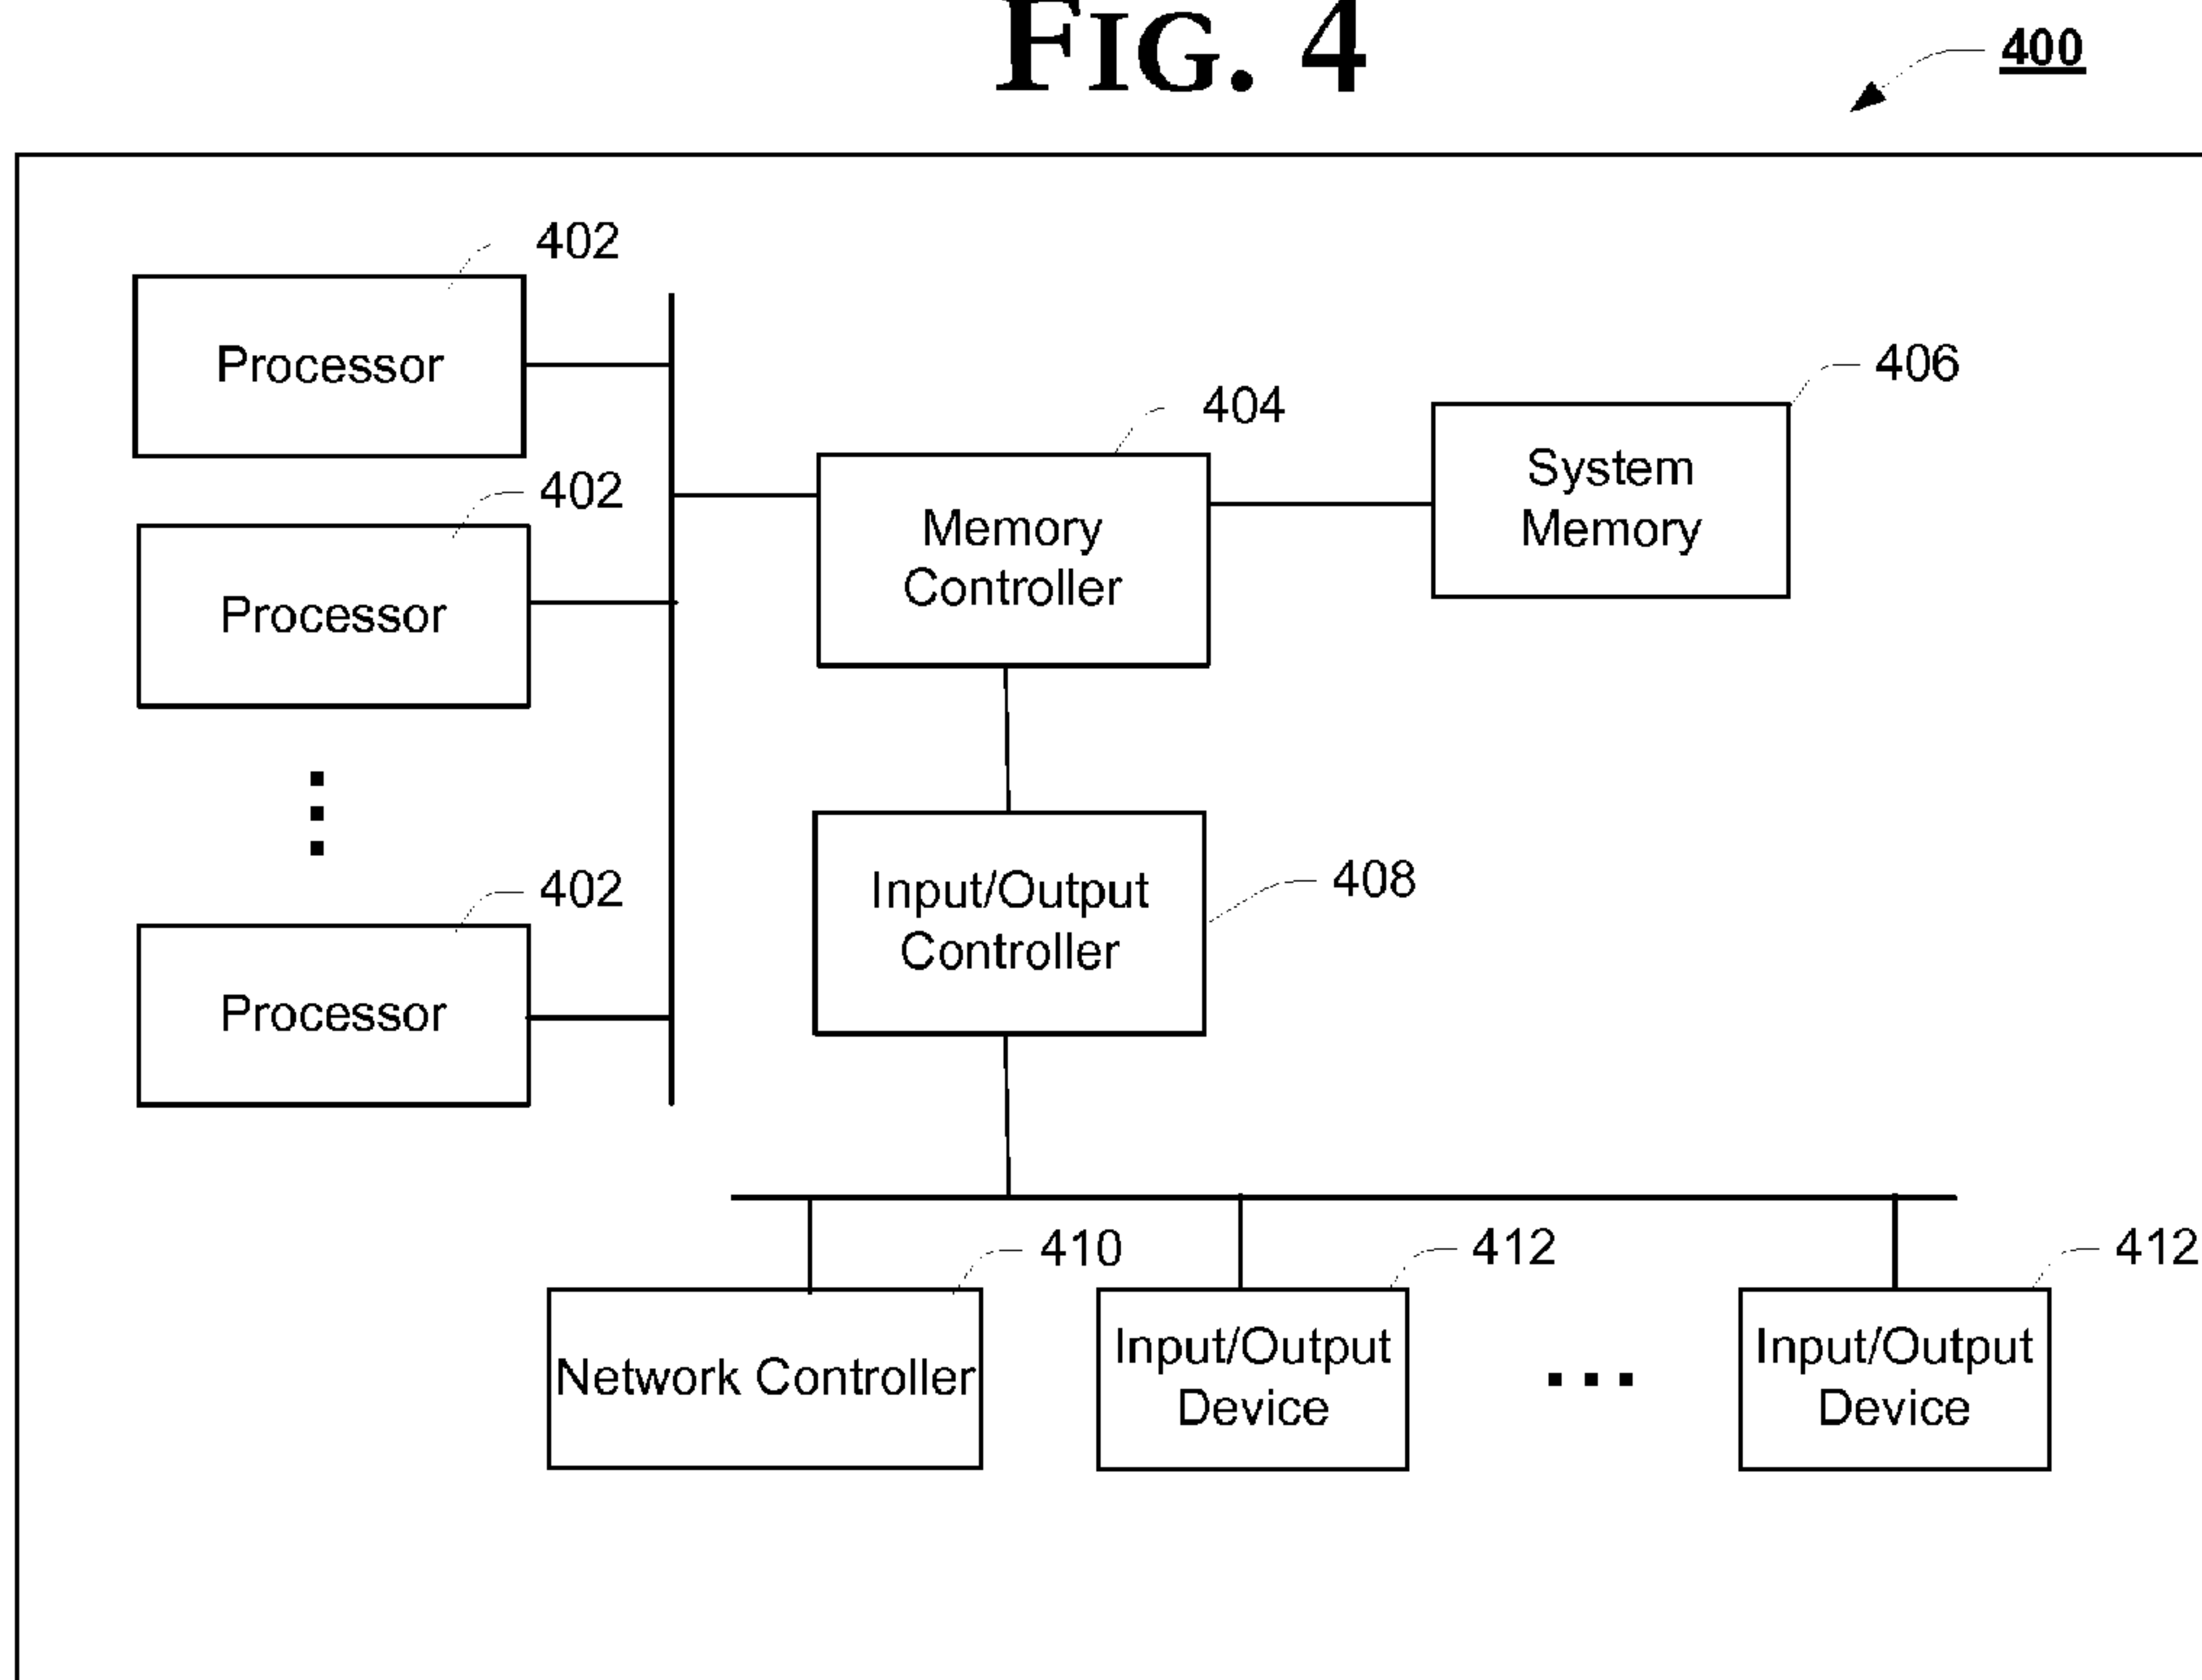 FIG. 4
400
402
Processor
402
Processor
402
Processor
404
Memory
Controller
406
System
Memory
408
Input/Output
Controller
410
Network Controller
412
Input/Output
Device
412
Input/Output
Device